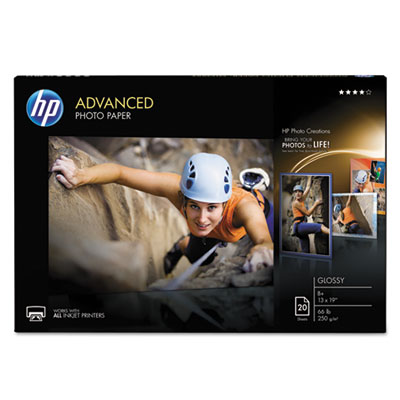 hp
ADVANCED
PHOTO PAPER
HP Photo Creations
BRING YOUR
PHOTOS to LIFE!
GLOSSY
20
Sheets
B+
13 x 19"
66 lb
250 g/m²
WORKS WITH
ALL INKJET PRINTERS